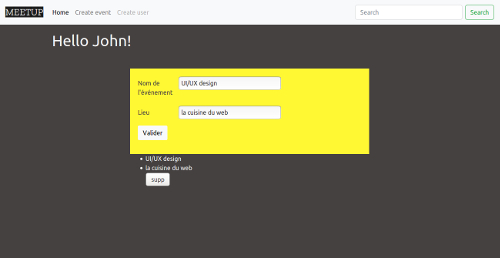 MEETUP Home Create event Create user Search Search
Hello John!
Nom de UI/UX design
l'événement
Lieu la cuisine du web
Valider
UI/UX design
la cuisine du web
supp